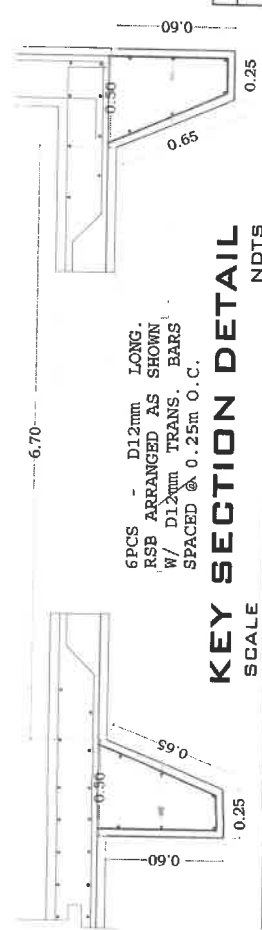 6.70
0.50
0.60
0.65
0.25
6PCS - D12mm LONG.
RSB ARRANGED AS SHOWN
W/ D12mm TRANS. BARS
SPACED @ 0.25m O.C.
0.50
0.60
0.65
0.25
KEY SECTION DETAIL
SCALE NDTS